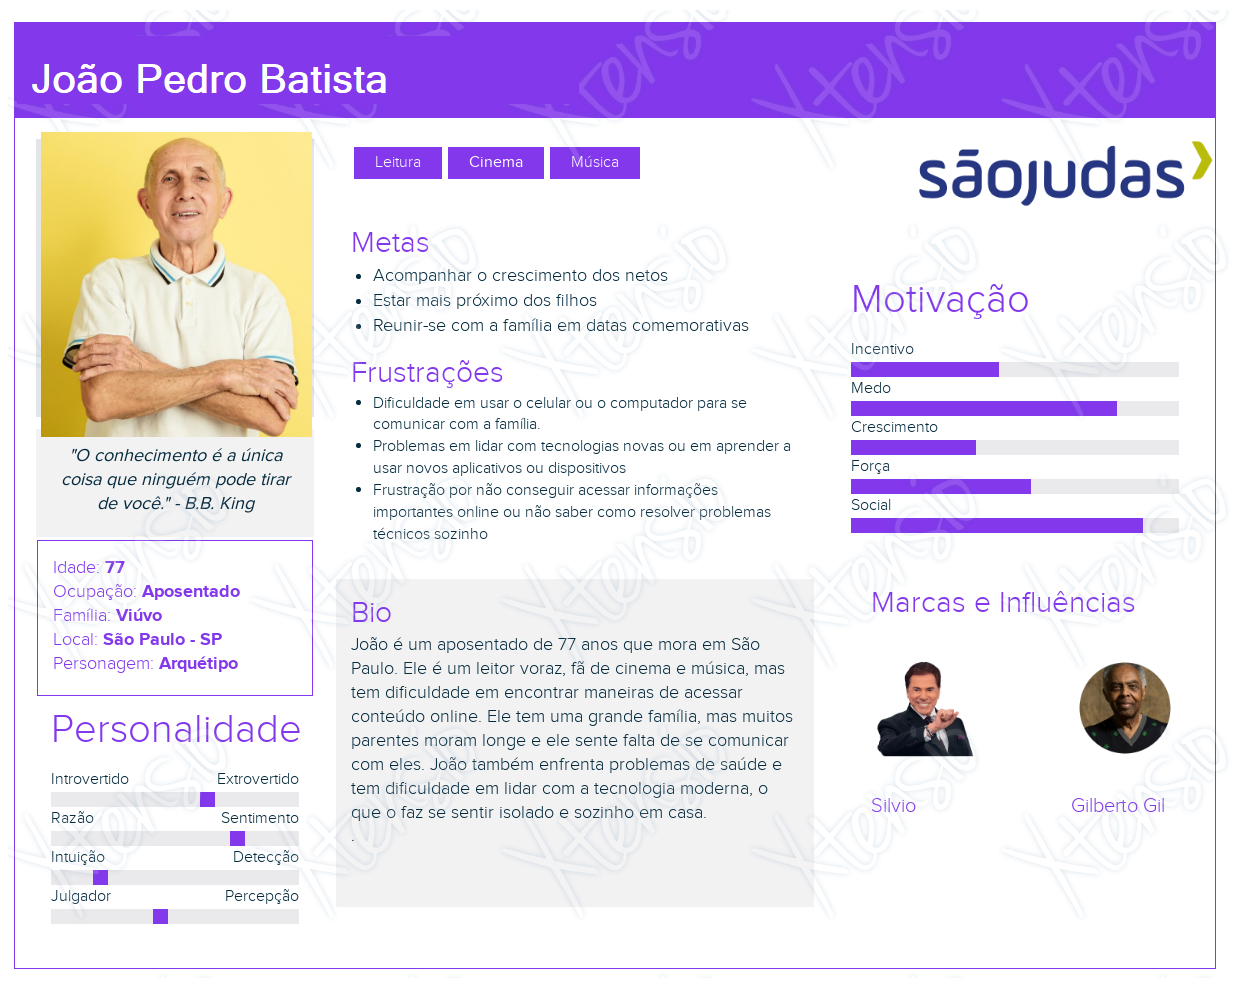 João Pedro Batista
Leitura
Cinema
Música
sãojudas
"O conhecimento é a única
coisa que ninguém pode tirar
de você." - B.B. King
Idade: 77
Ocupação: Aposentado
Família: Viúvo
Local: São Paulo - SP
Personagem: Arquétipo
Personalidade
Introvertido Extrovertido
Razão Sentimento
Intuição Detecção
Julgador Percepção
Metas
• Acompanhar o crescimento dos netos
• Estar mais próximo dos filhos
• Reunir-se com a família em datas comemorativas
Frustrações
• Dificuldade em usar o celular ou o computador para se
comunicar com a família.
• Problemas em lidar com tecnologias novas ou em aprender a
usar novos aplicativos ou dispositivos
• Frustração por não conseguir acessar informações
importantes online ou não saber como resolver problemas
técnicos sozinho
Bio
João é um aposentado de 77 anos que mora em São
Paulo. Ele é um leitor voraz, fã de cinema e música, mas
tem dificuldade em encontrar maneiras de acessar
conteúdo online. Ele tem uma grande família, mas muitos
parentes moram longe e ele sente falta de se comunicar
com eles. João também enfrenta problemas de saúde e
tem dificuldade em lidar com a tecnologia moderna, o
que o faz se sentir isolado e sozinho em casa.
.
Motivação
Incentivo
Medo
Crescimento
Força
Social
Marcas e Influências
Silvio
Gilberto Gil
Xtensio